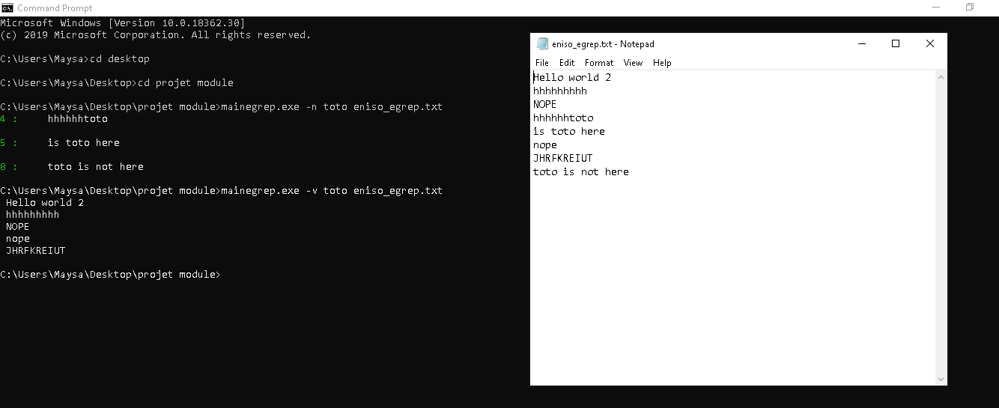 Command Prompt
Microsoft Windows [Version 10.0.18362.30]
(c) 2019 Microsoft Corporation. All rights reserved.
C:\Users\Maysa>cd desktop
C:\Users\Maysa\Desktop>cd projet module
C:\Users\Maysa\Desktop\projet module>mainegrep.exe -n toto eniso_egrep.txt
4 : hhhhhhtoto
5 : is toto here
8 : toto is not here
C:\Users\Maysa\Desktop\projet module>mainegrep.exe -v toto eniso_egrep.txt
Hello world 2
hhhhhhhhh
NOPE
nope
JHRFKREIUT
C:\Users\Maysa\Desktop\projet module>
eniso_egrep.txt - Notepad
File Edit Format View Help
Hello world 2
hhhhhhhhh
NOPE
hhhhhhtoto
is toto here
nope
JHRFKREIUT
toto is not here